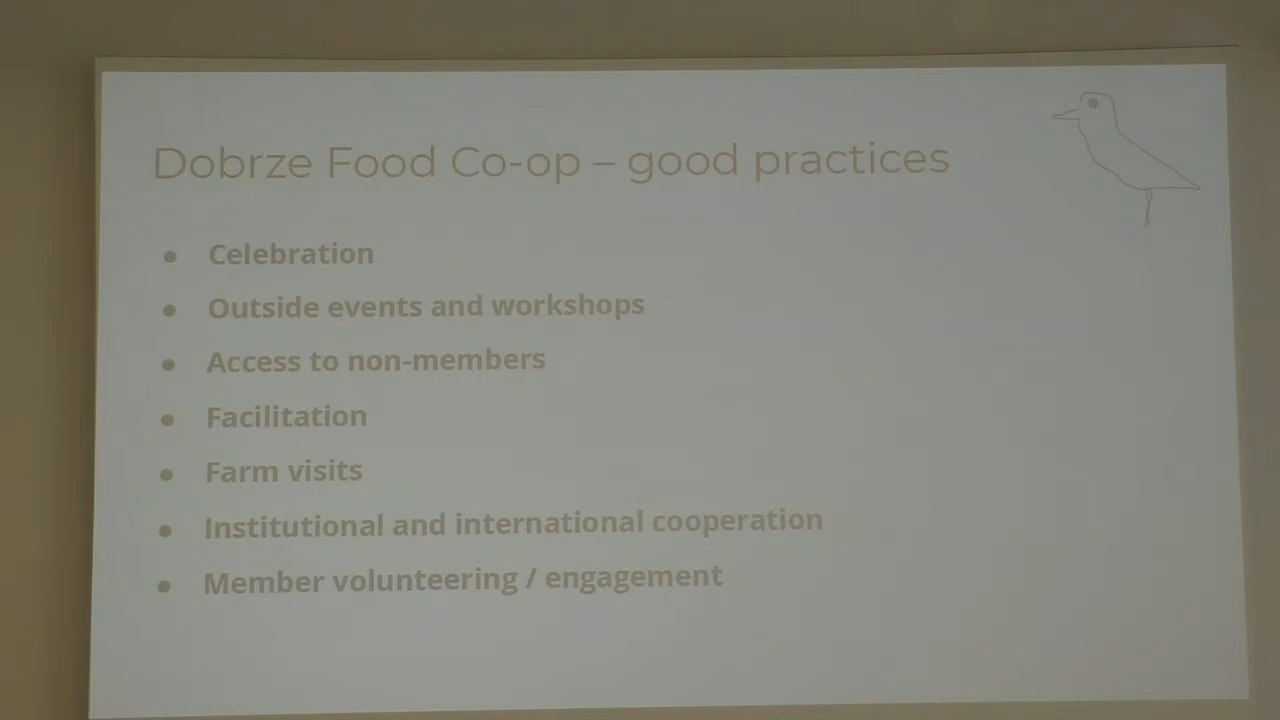 Dobrze Food Co-op – good practices
● Celebration
● Outside events and workshops
● Access to non-members
● Facilitation
● Farm visits
● Institutional and international cooperation
● Member volunteering / engagement